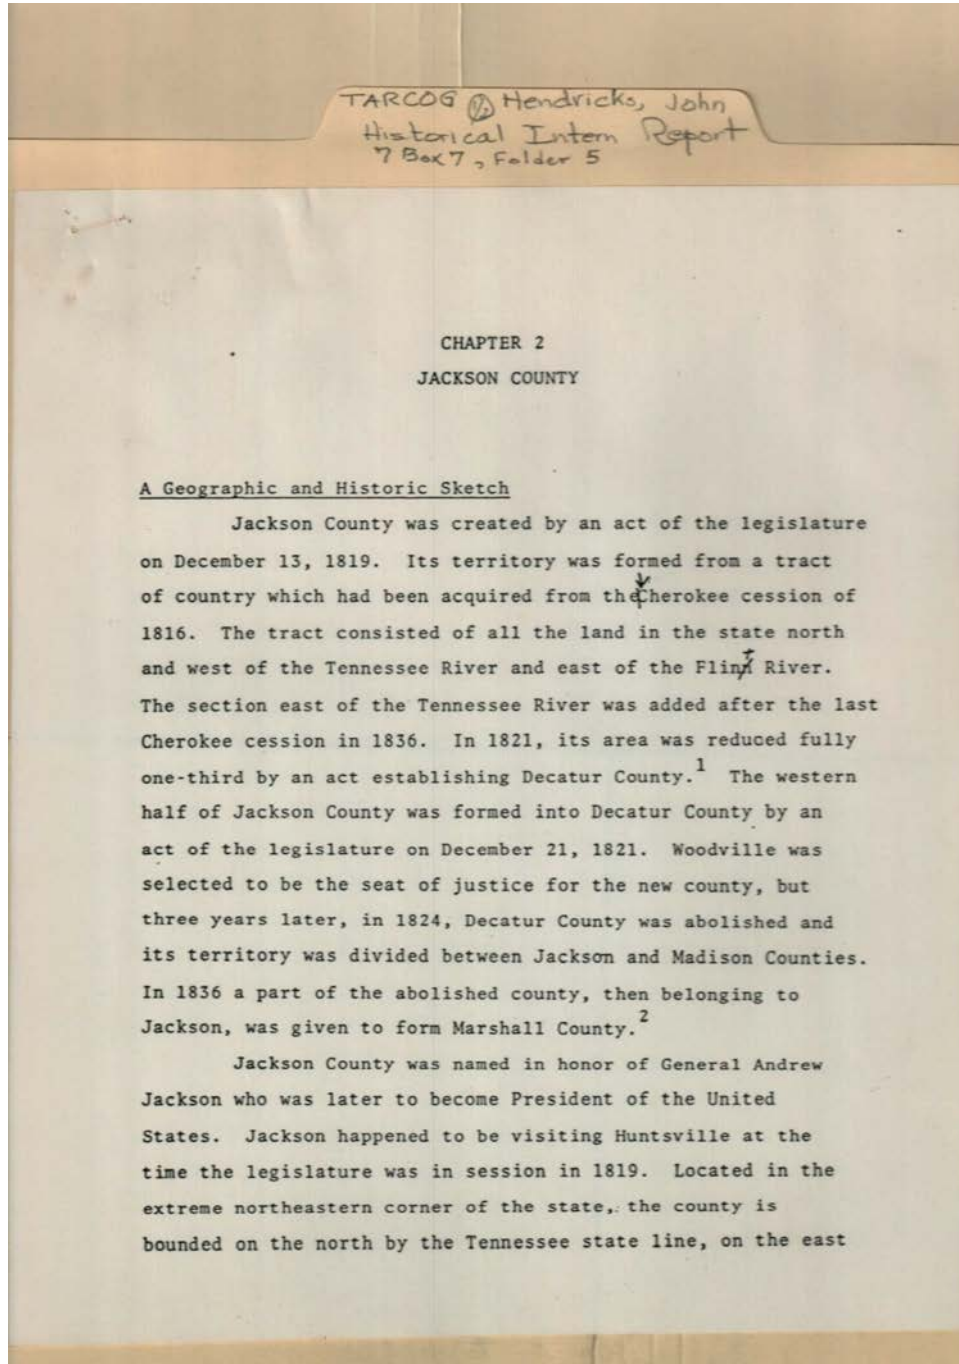 TARCOG Hendricks, John
Historical Intern Report
7 Box 7, Folder 5
CHAPTER 2
JACKSON COUNTY
A Geographic and Historic Sketch
Jackson County was created by an act of the legislature
on December 13, 1819. Its territory was formed from a tract
of country which had been acquired from the Cherokee cession of
1816. The tract consisted of all the land in the state north
and west of the Tennessee River and east of the Flint River.
The section east of the Tennessee River was added after the last
Cherokee cession in 1836. In 1821, its area was reduced fully
one-third by an act establishing Decatur County.1 The western
half of Jackson County was formed into Decatur County by an
act of the legislature on December 21, 1821. Woodville was
selected to be the seat of justice for the new county, but
three years later, in 1824, Decatur County was abolished and
its territory was divided between Jackson and Madison Counties.
In 1836 a part of the abolished county, then belonging to
Jackson, was given to form Marshall County.2
Jackson County was named in honor of General Andrew
Jackson who was later to become President of the United
States. Jackson happened to be visiting Huntsville at the
time the legislature was in session in 1819. Located in the
extreme northeastern corner of the state, the county is
bounded on the north by the Tennessee state line, on the east